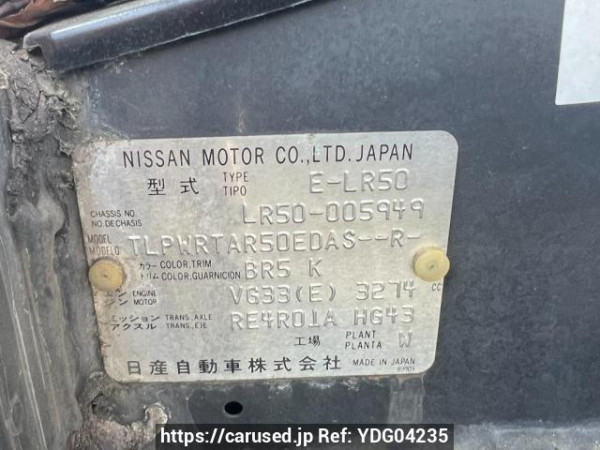 NISSAN MOTOR CO.,LTD.JAPAN
型式 TYPE TIPO E-LR50
CHASSIS NO. NO.DECHASIS LR50-005949
MODEL MODELO TLPWRTAR50EDAS--R-
カラー COLOR,TRIM トリム COLOR,GUARNICION BR5 K
エンジン ENGINE MOTOR VG33(E) 3274 CC
ミッション TRANS.,AXLE アクスル TRANS.,EJE RE4R01A HG43
工場 PLANT PLANTA W
日産自動車株式会社 MADE IN JAPAN
https://carused.jp Ref: YDG04235